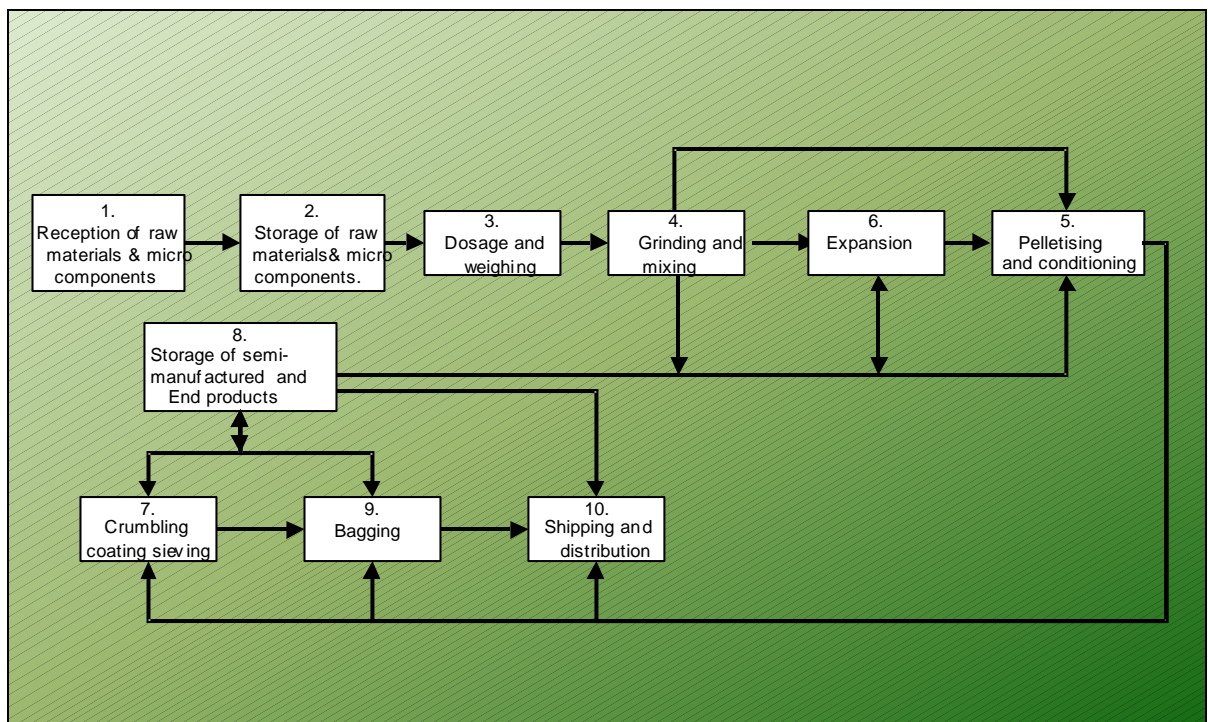 1.
Reception of raw
materials & micro
components
2.
Storage of raw
materials& micro
components.
3.
Dosage and
weighing
4.
Grinding and
mixing
6.
Expansion
5.
Pelletising
and conditioning
8.
Storage of semi-
manufactured and
End products
7.
Crumbling
coating sieving
9.
Bagging
10.
Shipping and
distribution